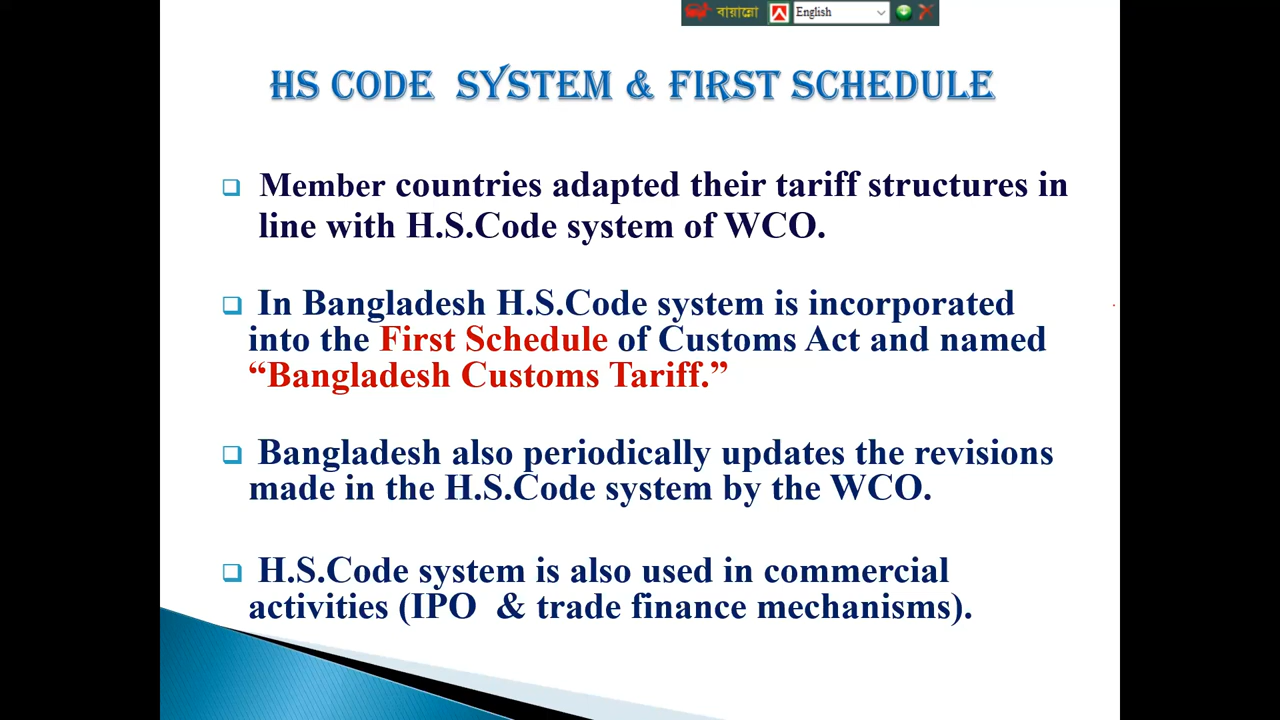 বায়ান্নো English
HS CODE SYSTEM & FIRST SCHEDULE
Member countries adapted their tariff structures in
line with H.S.Code system of WCO.
In Bangladesh H.S.Code system is incorporated
into the First Schedule of Customs Act and named
“Bangladesh Customs Tariff.”
Bangladesh also periodically updates the revisions
made in the H.S.Code system by the WCO.
H.S.Code system is also used in commercial
activities (IPO & trade finance mechanisms).